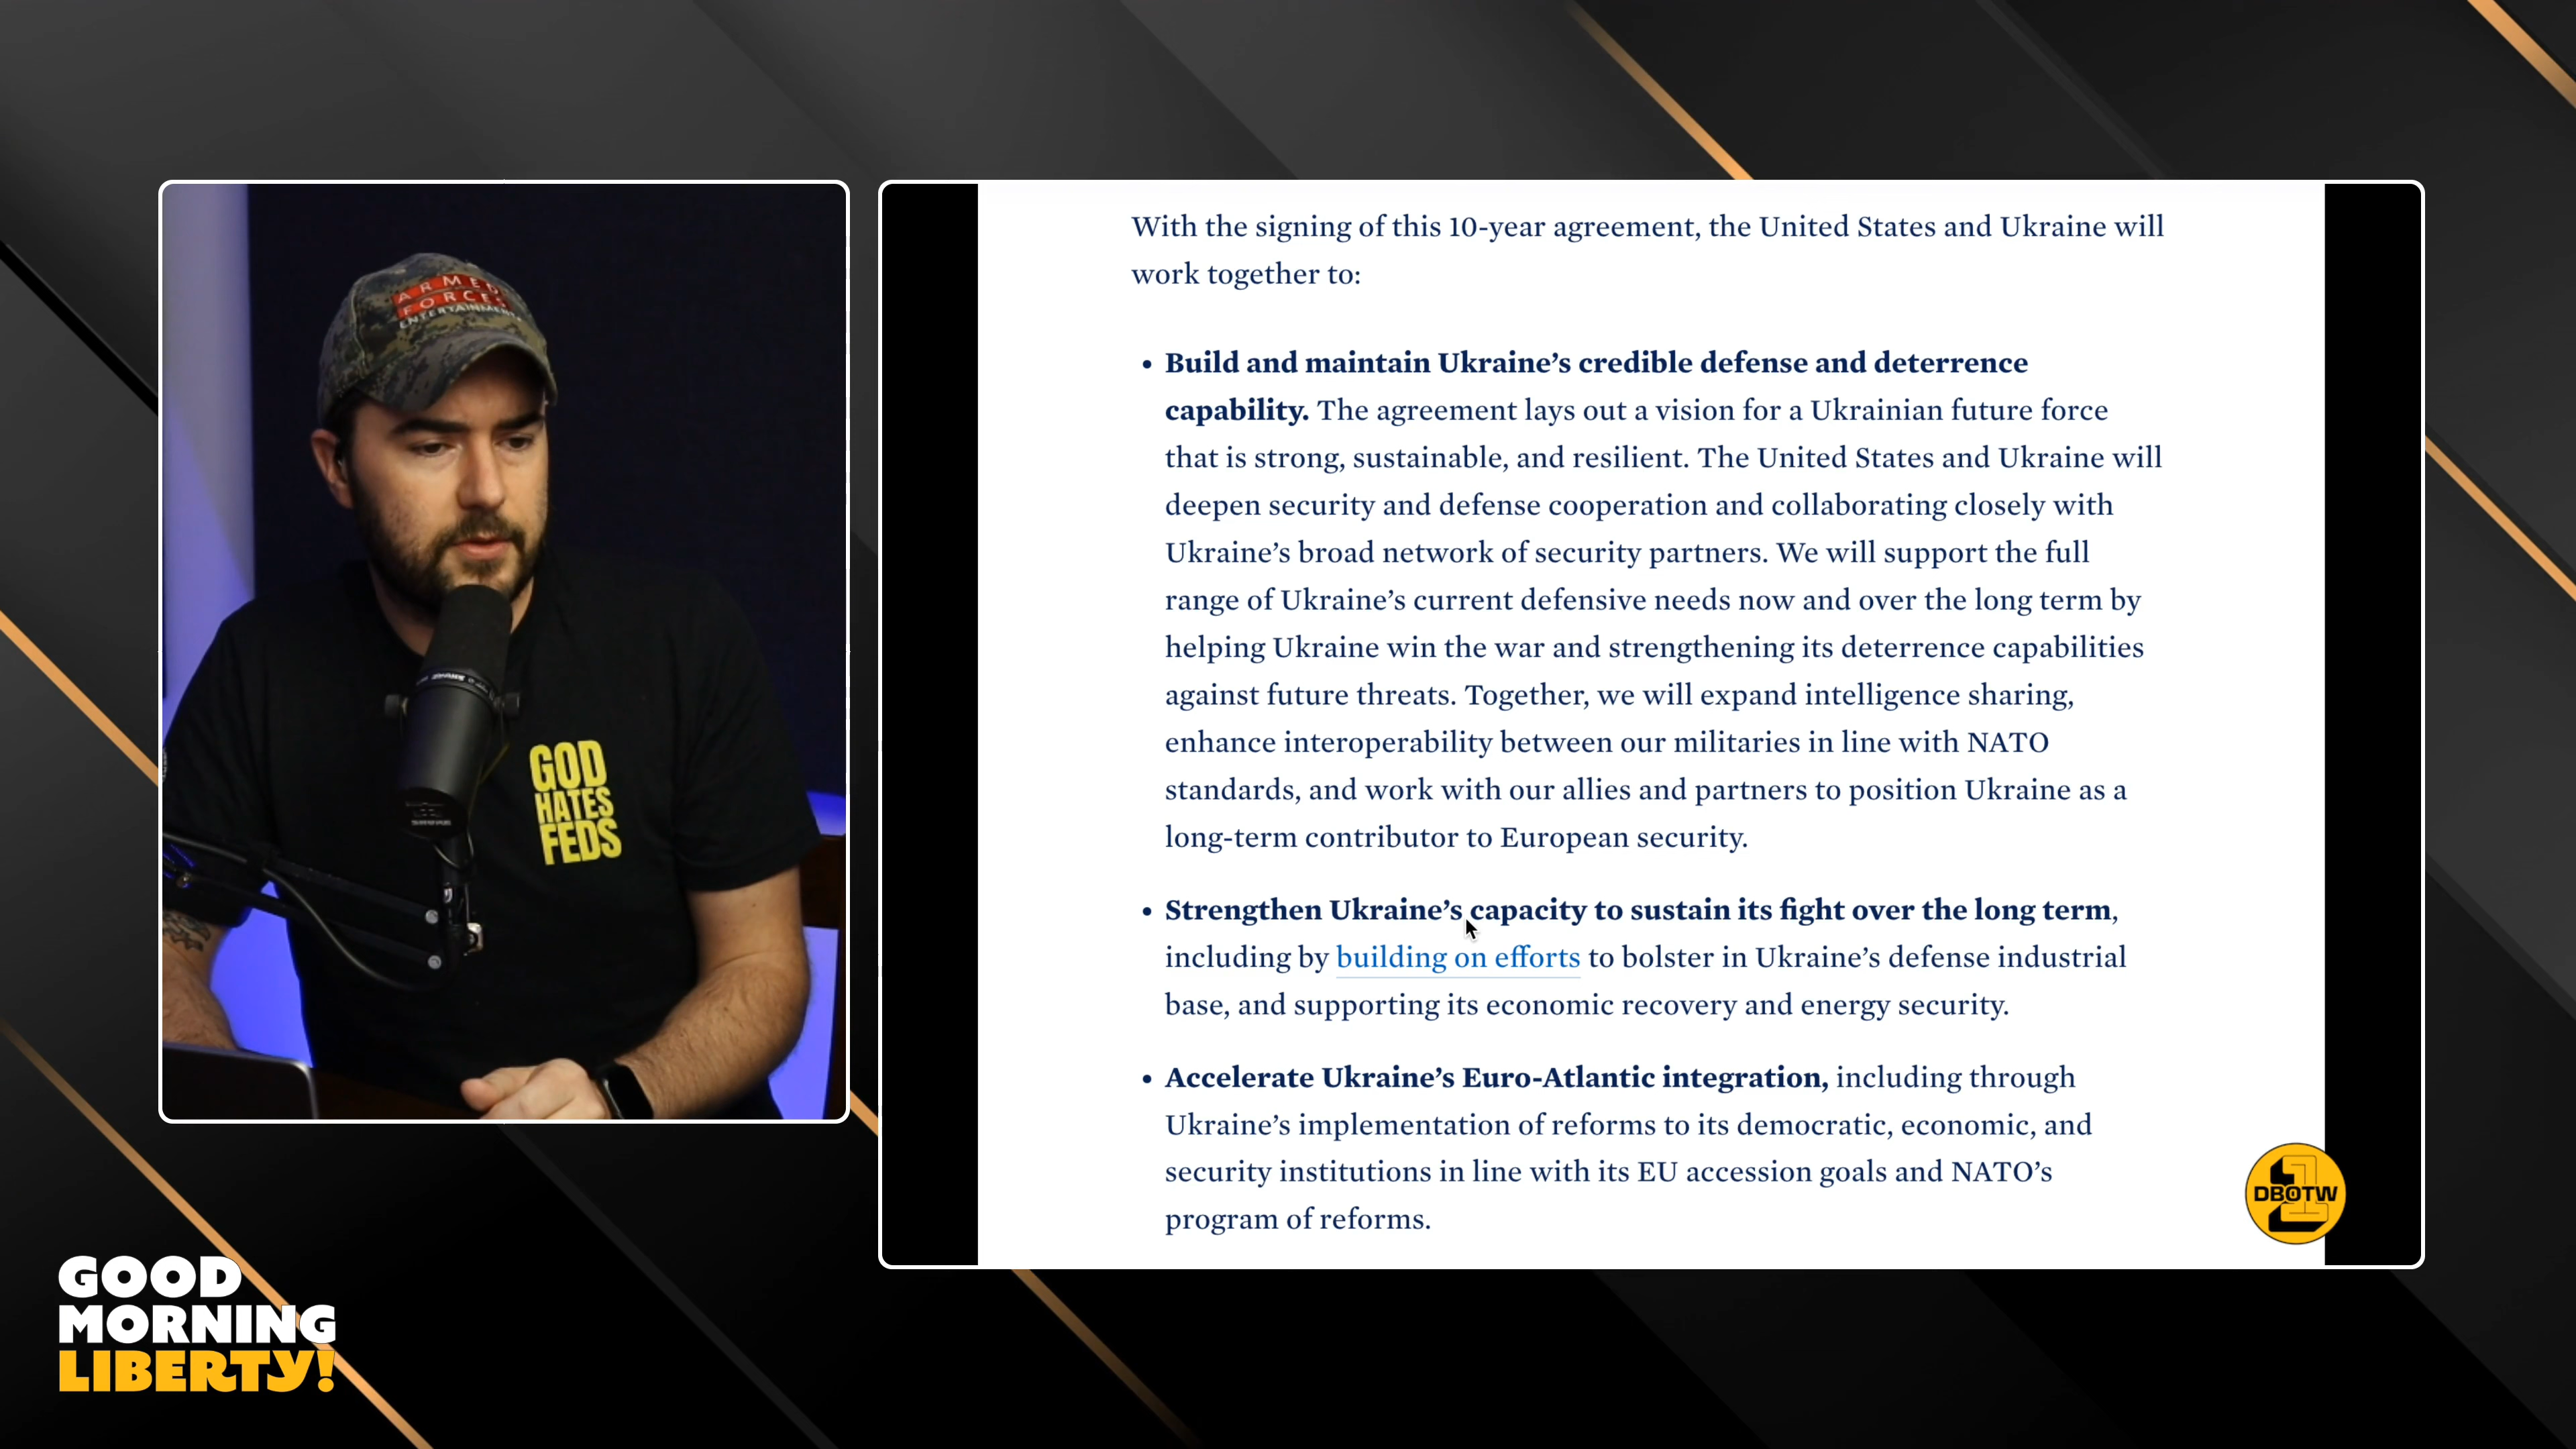 ARMED
FORCES
ENTERTAINMENT
GOD
HATES
FEDS
With the signing of this 10-year agreement, the United States and Ukraine will
work together to:
• Build and maintain Ukraine’s credible defense and deterrence
capability. The agreement lays out a vision for a Ukrainian future force
that is strong, sustainable, and resilient. The United States and Ukraine will
deepen security and defense cooperation and collaborating closely with
Ukraine’s broad network of security partners. We will support the full
range of Ukraine’s current defensive needs now and over the long term by
helping Ukraine win the war and strengthening its deterrence capabilities
against future threats. Together, we will expand intelligence sharing,
enhance interoperability between our militaries in line with NATO
standards, and work with our allies and partners to position Ukraine as a
long-term contributor to European security.
• Strengthen Ukraine’s capacity to sustain its fight over the long term,
including by building on efforts to bolster in Ukraine’s defense industrial
base, and supporting its economic recovery and energy security.
• Accelerate Ukraine’s Euro-Atlantic integration, including through
Ukraine’s implementation of reforms to its democratic, economic, and
security institutions in line with its EU accession goals and NATO’s
program of reforms.
1
DBOTW
GOOD
MORNING
LIBERTY!